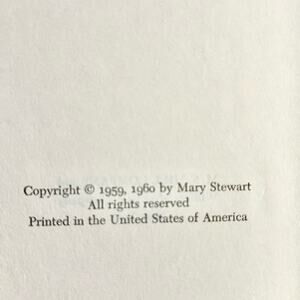 Copyright © 1959, 1960 by Mary Stewart
All rights reserved
Printed in the United States of America